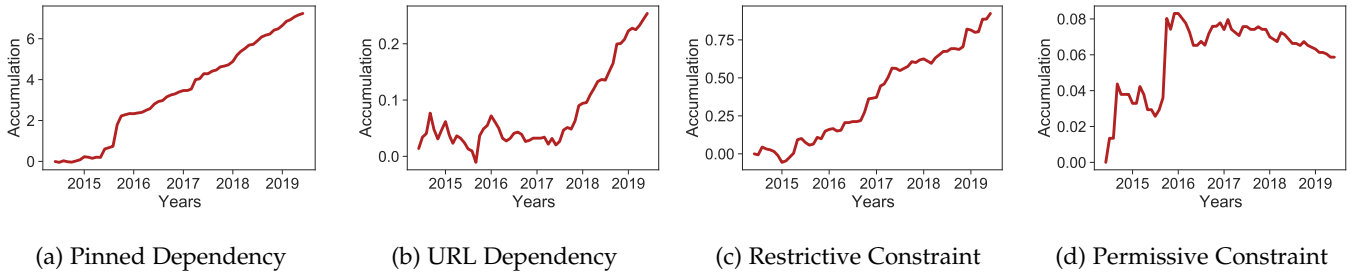 Accumulation
6
4
2
0
2015 2016 2017 2018 2019
Years
(a) Pinned Dependency
Accumulation
0.2
0.1
0.0
2015 2016 2017 2018 2019
Years
(b) URL Dependency
Accumulation
0.75
0.50
0.25
0.00
2015 2016 2017 2018 2019
Years
(c) Restrictive Constraint
Accumulation
0.08
0.06
0.04
0.02
0.00
2015 2016 2017 2018 2019
Years
(d) Permissive Constraint